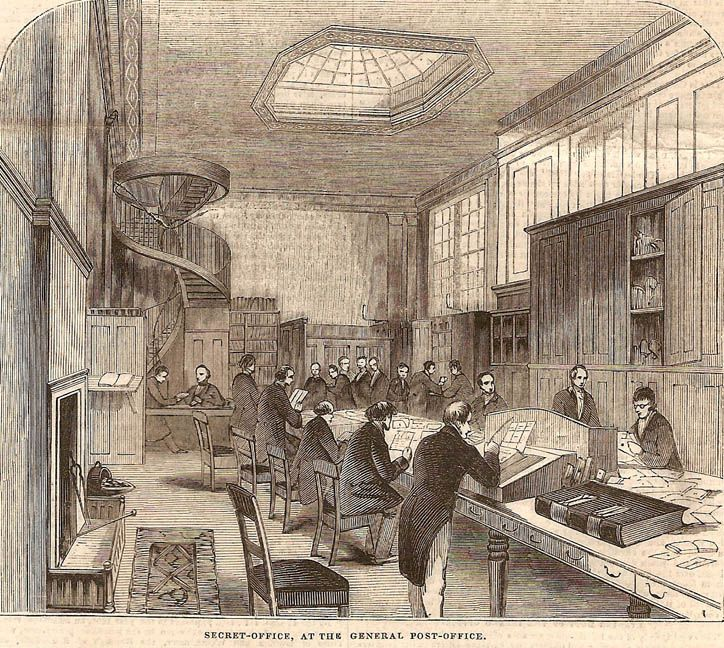 SECRET-OFFICE, AT THE GENERAL POST-OFFICE.